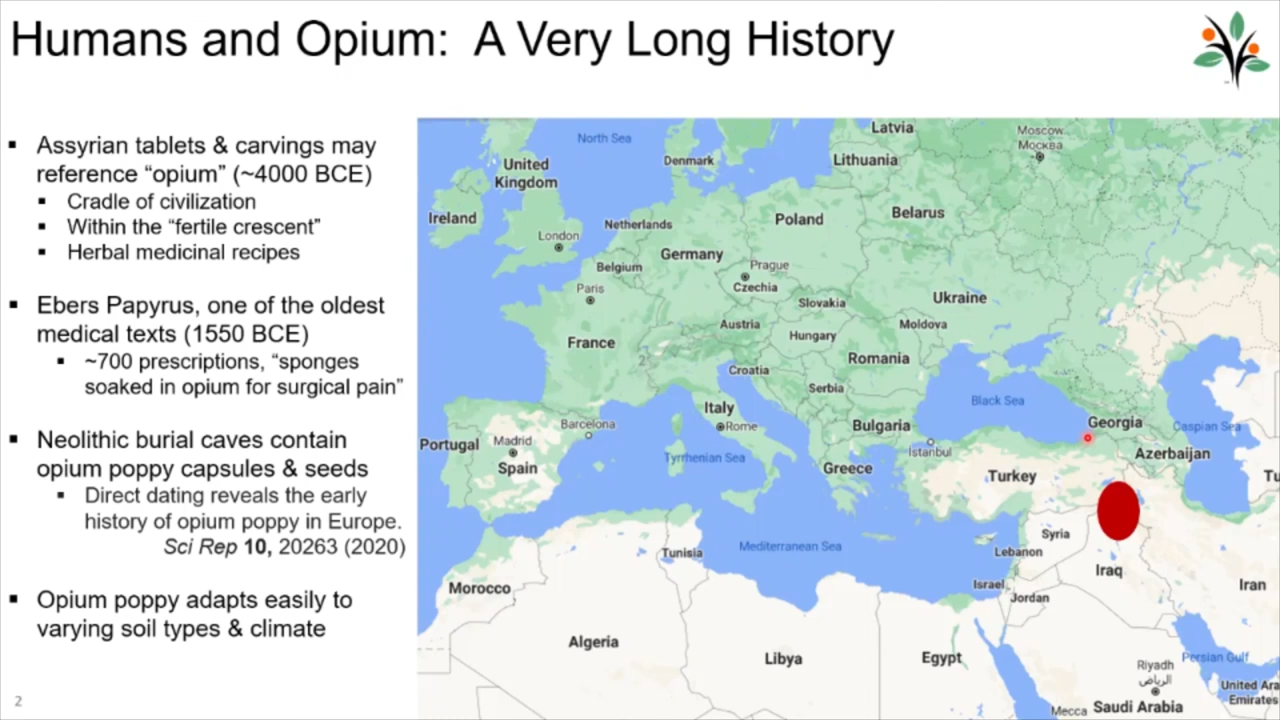 Humans and Opium: A Very Long History
▪ Assyrian tablets & carvings may
reference “opium” (~4000 BCE)
▪ Cradle of civilization
▪ Within the “fertile crescent”
▪ Herbal medicinal recipes
▪ Ebers Papyrus, one of the oldest
medical texts (1550 BCE)
▪ ~700 prescriptions, “sponges
soaked in opium for surgical pain”
▪ Neolithic burial caves contain
opium poppy capsules & seeds
▪ Direct dating reveals the early
history of opium poppy in Europe.
Sci Rep 10, 20263 (2020)
▪ Opium poppy adapts easily to
varying soil types & climate
2
North Sea
Latvia
Moscow
Москва
Denmark
Lithuania
United
Kingdom
Ireland
Netherlands
Poland
Belarus
London
Germany
Belgium
Prague
Czechia
Paris
Slovakia
Ukraine
Austria
Hungary
Moldova
France
Romania
Croatia
Serbia
Italy
Rome
Black Sea
Georgia
Caspian Sea
Barcelona
Bulgaria
Portugal
Madrid
Spain
Tyrrhenian Sea
Istanbul
Azerbaijan
Greece
Turkey
Tu
Tunisia
Mediterranean Sea
Syria
Lebanon
Iraq
Iran
Morocco
Israel
Jordan
Algeria
Libya
Egypt
Persian Gulf
Riyadh
الرياض
United Ara
Emirates
Mecca
Saudi Arabia